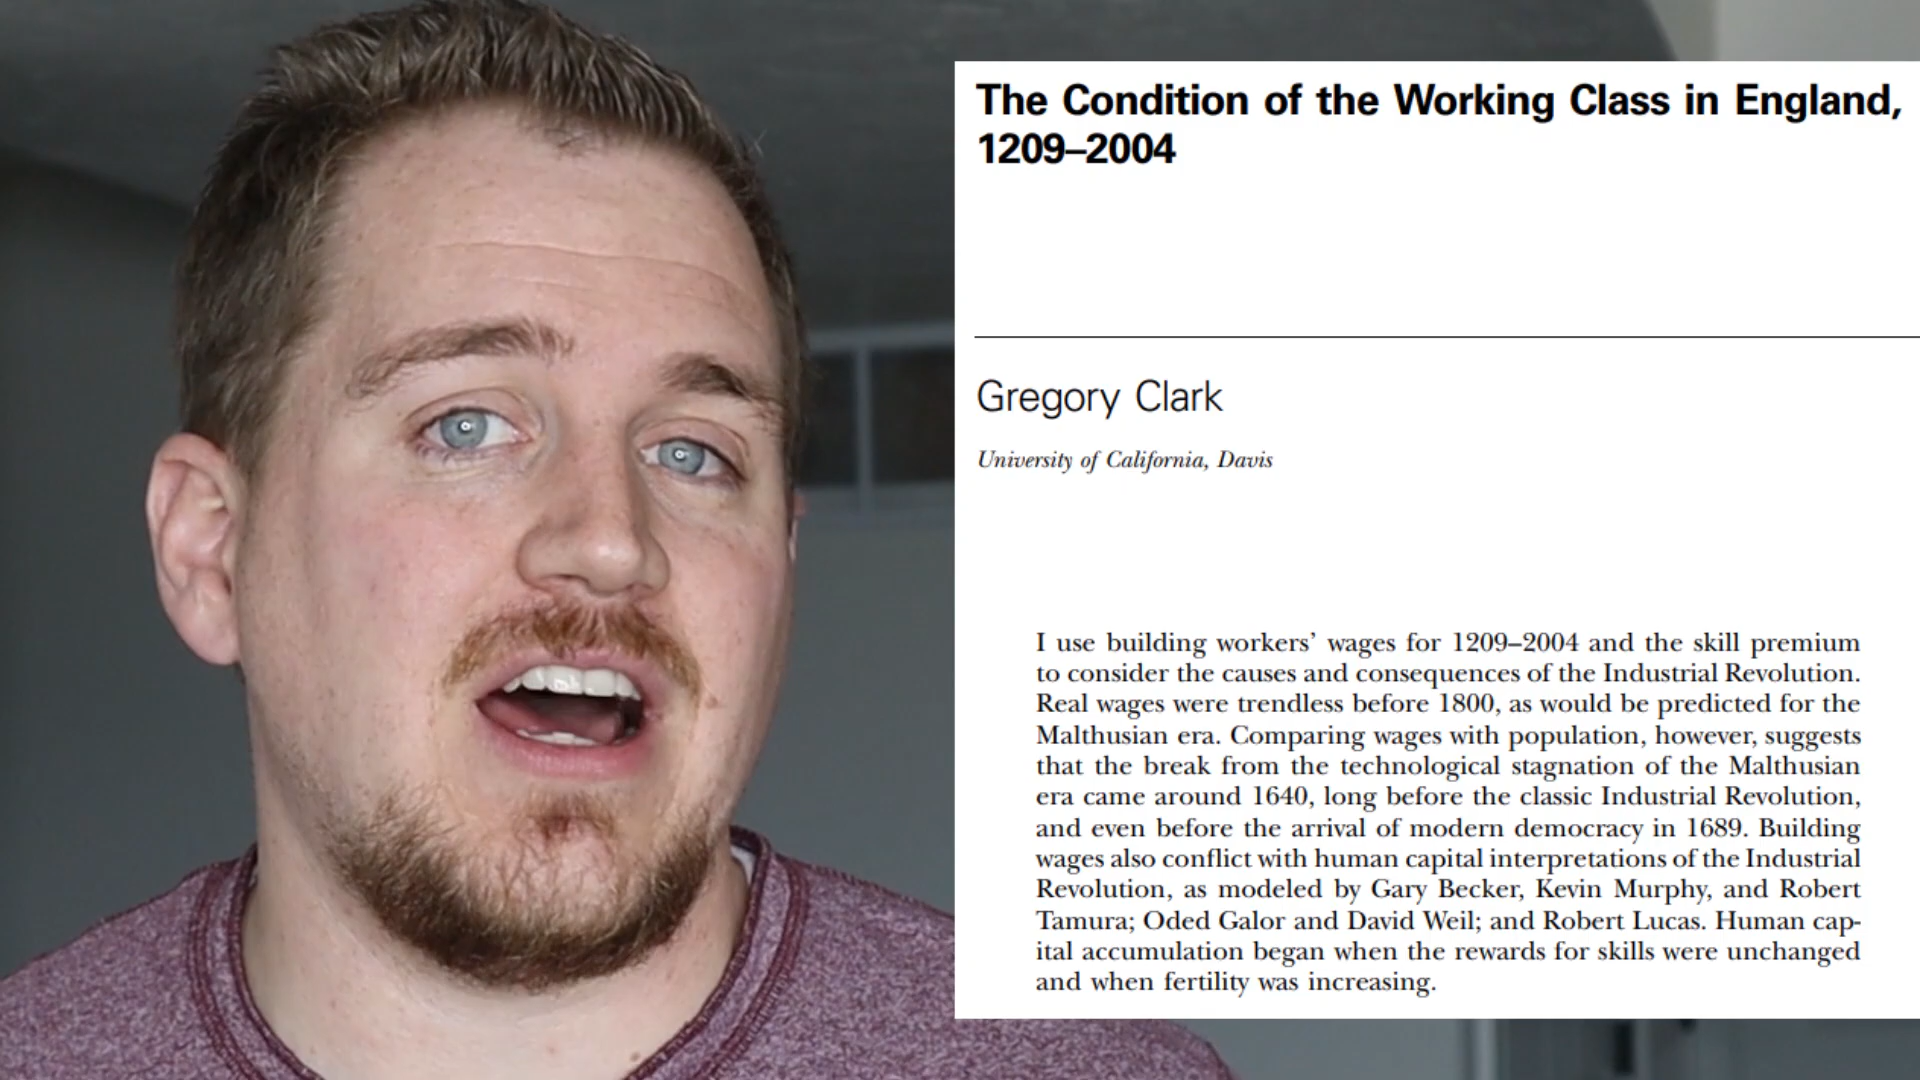 The Condition of the Working Class in England,
1209–2004
Gregory Clark
University of California, Davis
I use building workers’ wages for 1209–2004 and the skill premium
to consider the causes and consequences of the Industrial Revolution.
Real wages were trendless before 1800, as would be predicted for the
Malthusian era. Comparing wages with population, however, suggests
that the break from the technological stagnation of the Malthusian
era came around 1640, long before the classic Industrial Revolution,
and even before the arrival of modern democracy in 1689. Building
wages also conflict with human capital interpretations of the Industrial
Revolution, as modeled by Gary Becker, Kevin Murphy, and Robert
Tamura; Oded Galor and David Weil; and Robert Lucas. Human cap-
ital accumulation began when the rewards for skills were unchanged
and when fertility was increasing.